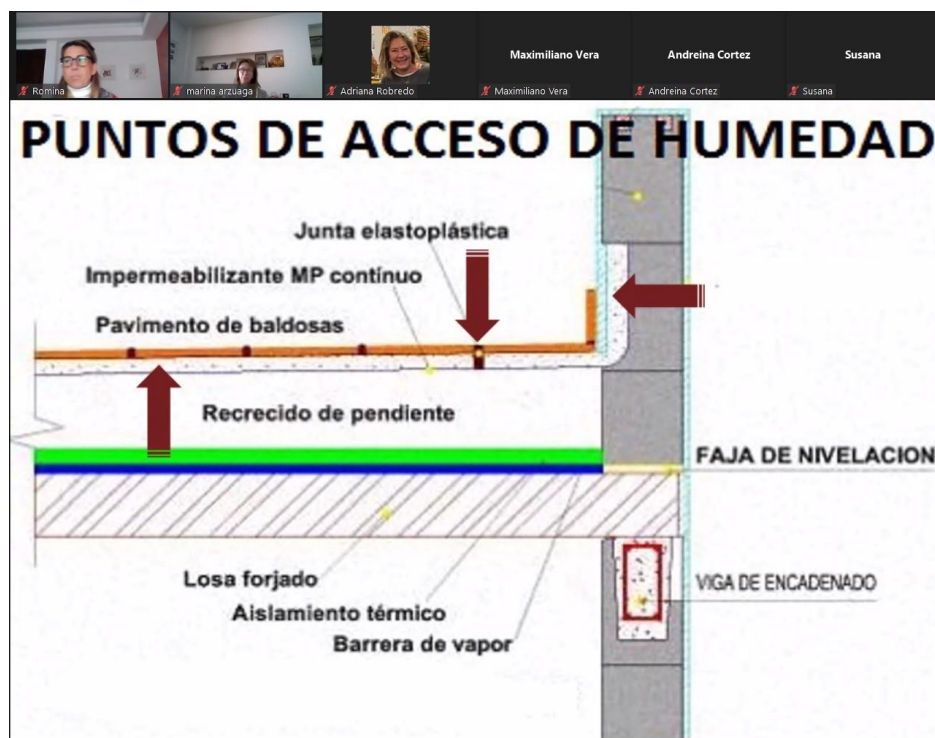 Maximiliano Vera
Andreina Cortez
Susana
Romina
marina arzuaga
Adriana Robredo
Maximiliano Vera
Andreina Cortez
Susana
PUNTOS DE ACCESO DE HUMEDAD
Junta elastoplástica
Impermeabilizante MP contínuo
Pavimento de baldosas
Recrecido de pendiente
FAJA DE NIVELACION
Losa forjado
VIGA DE ENCADENADO
Aislamiento térmico
Barrera de vapor